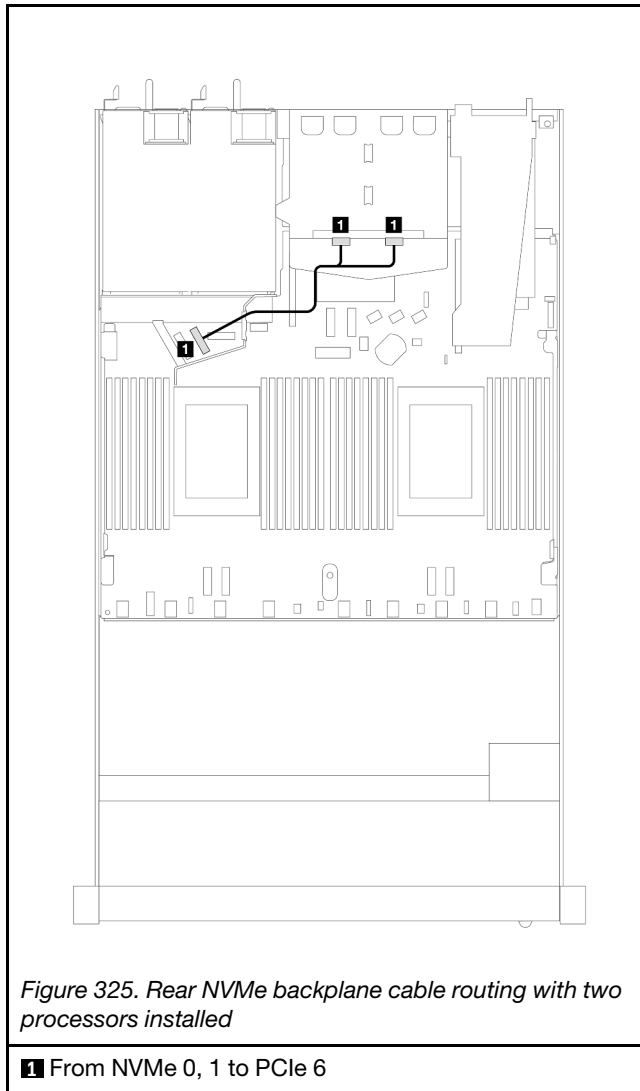 1 1
1
Figure 325. Rear NVMe backplane cable routing with two
processors installed
1 From NVMe 0, 1 to PCIe 6